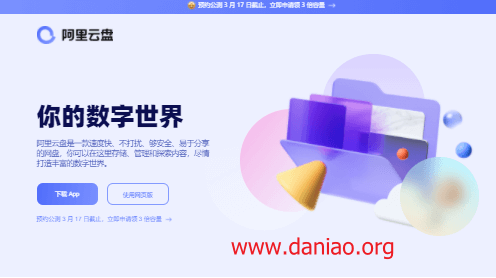 😄 预约公测 3 月 17 日截止，立即申请领 3 倍容量 →
阿里云盘
你的数字世界
阿里云盘是一款速度快、不打扰、够安全、易于分享
的网盘，你可以在这里存储、管理和探索内容，尽情
打造丰富的数字世界。
下载 App
使用网页版
预约公测 3 月 17 日截止，立即申请领 3 倍容量 →
www.daniao.org